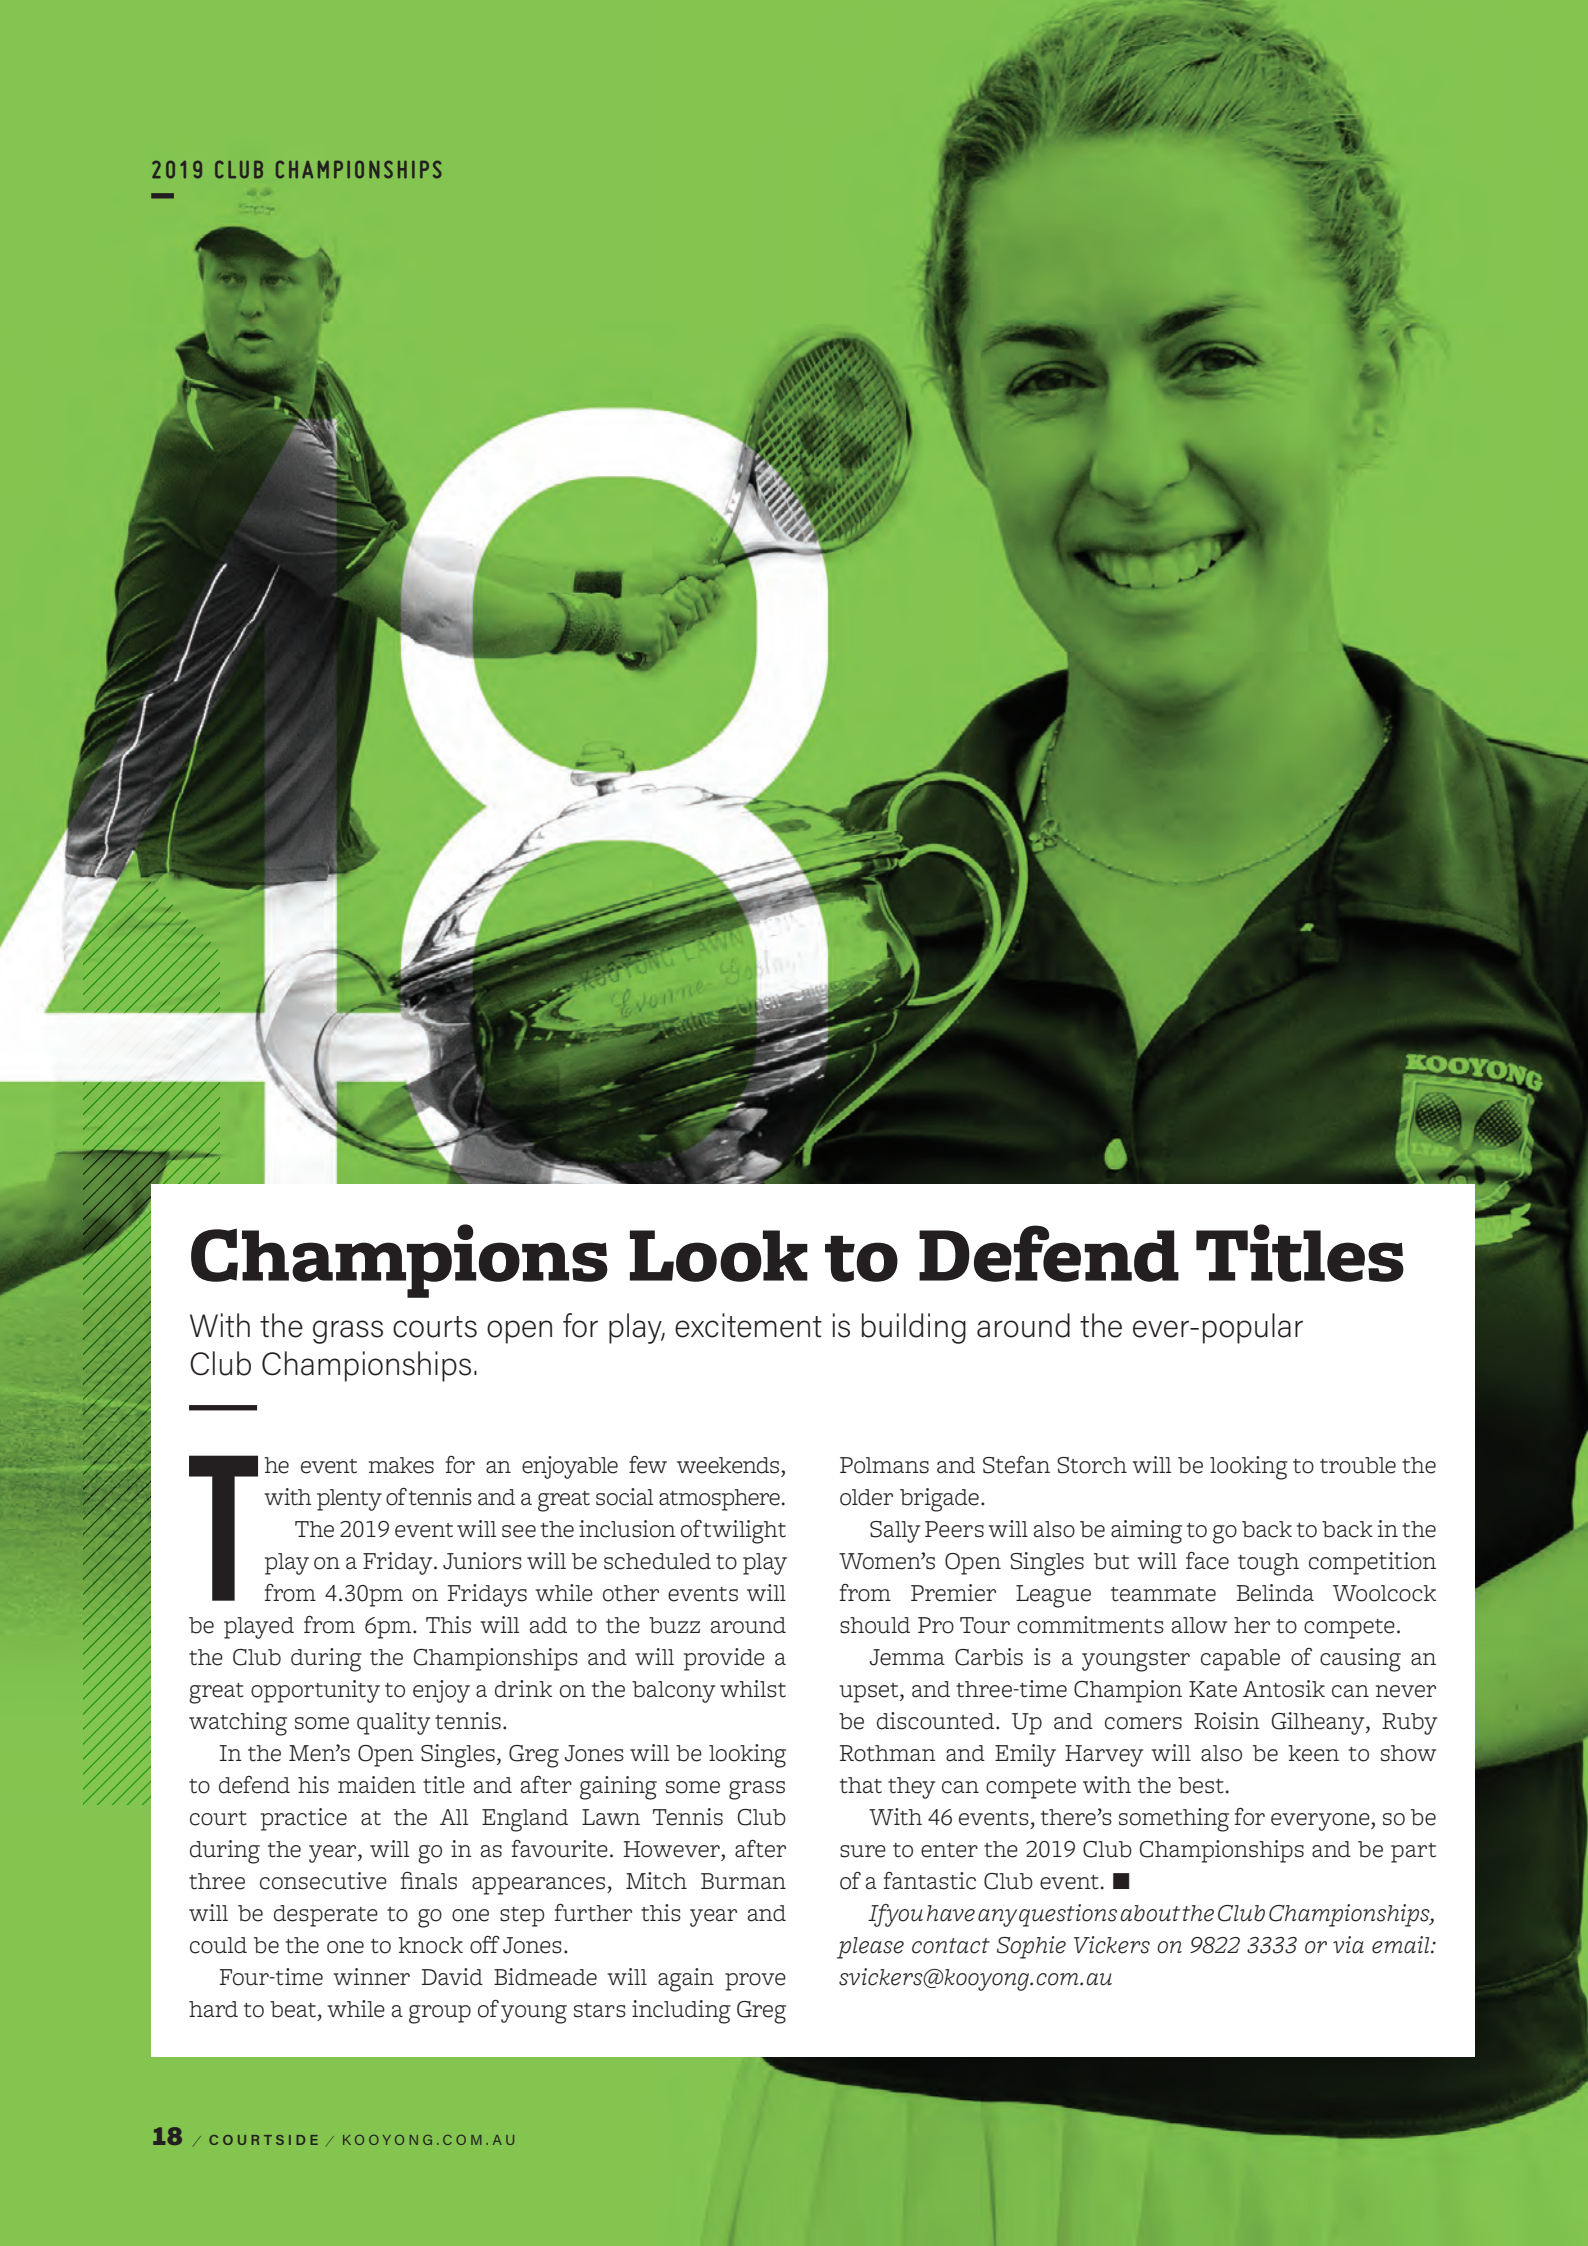 2019 CLUB CHAMPIONSHIPS
48
KOOYONG LAWN
Evonne
KOOYONG
Champions Look to Defend Titles
With the grass courts open for play, excitement is building around the ever-popular
Club Championships.
The event makes for an enjoyable few weekends,
with plenty of tennis and a great social atmosphere.
The 2019 event will see the inclusion of twilight
play on a Friday. Juniors will be scheduled to play
from 4.30pm on Fridays while other events will
be played from 6pm. This will add to the buzz around
the Club during the Championships and will provide a
great opportunity to enjoy a drink on the balcony whilst
watching some quality tennis.
In the Men’s Open Singles, Greg Jones will be looking
to defend his maiden title and after gaining some grass
court practice at the All England Lawn Tennis Club
during the year, will go in as favourite. However, after
three consecutive finals appearances, Mitch Burman
will be desperate to go one step further this year and
could be the one to knock off Jones.
Four-time winner David Bidmeade will again prove
hard to beat, while a group of young stars including Greg
Polmans and Stefan Storch will be looking to trouble the
older brigade.
Sally Peers will also be aiming to go back to back in the
Women’s Open Singles but will face tough competition
from Premier League teammate Belinda Woolcock
should Pro Tour commitments allow her to compete.
Jemma Carbis is a youngster capable of causing an
upset, and three-time Champion Kate Antosik can never
be discounted. Up and comers Roisin Gilheany, Ruby
Rothman and Emily Harvey will also be keen to show
that they can compete with the best.
With 46 events, there’s something for everyone, so be
sure to enter the 2019 Club Championships and be part
of a fantastic Club event. ■
If you have any questions about the Club Championships,
please contact Sophie Vickers on 9822 3333 or via email:
svickers@kooyong.com.au
18 / COURTSIDE / KOOYONG.COM.AU